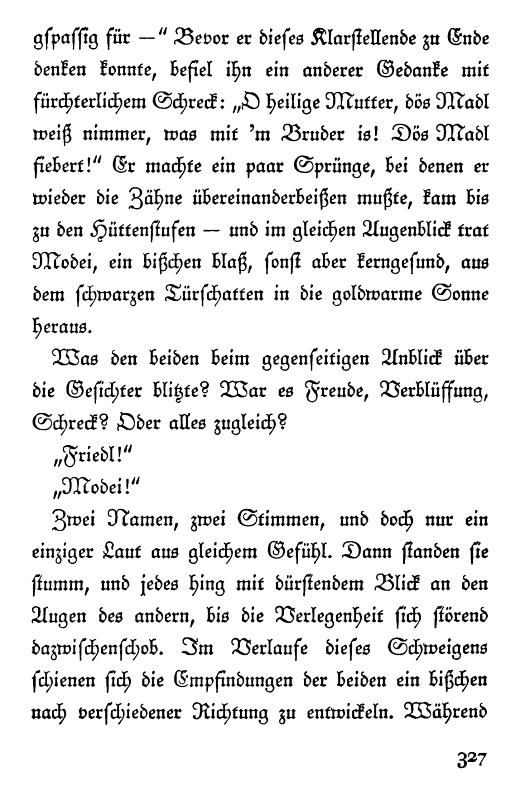 gſpaſſig für —“ Bevor er dieſes Klarſtellende zu Ende
denken konnte, befiel ihn ein anderer Gedanke mit
fürchterlichem Schreck: „O heilige Mutter, dös Madl
weiß nimmer, was mit ’m Bruder is! Dös Madl
fiebert!“ Er machte ein paar Sprünge, bei denen er
wieder die Zähne übereinanderbeißen mußte, kam bis
zu den Hüttenſtufen — und im gleichen Augenblick trat
Modei, ein bißchen blaß, ſonſt aber kerngeſund, aus
dem ſchwarzen Türſchatten in die goldwarme Sonne
heraus.
Was den beiden beim gegenſeitigen Anblick über
die Geſichter blitzte? War es Freude, Verblüffung,
Schreck? Oder alles zugleich?
„Friedl!“
„Modei!“
Zwei Namen, zwei Stimmen, und doch nur ein
einziger Laut aus gleichem Gefühl. Dann ſtanden ſie
ſtumm, und jedes hing mit dürſtendem Blick an den
Augen des andern, bis die Verlegenheit ſich ſtörend
dazwiſchenſchob. Im Verlaufe dieſes Schweigens
ſchienen ſich die Empfindungen der beiden ein bißchen
nach verſchiedener Richtung zu entwickeln. Während
327